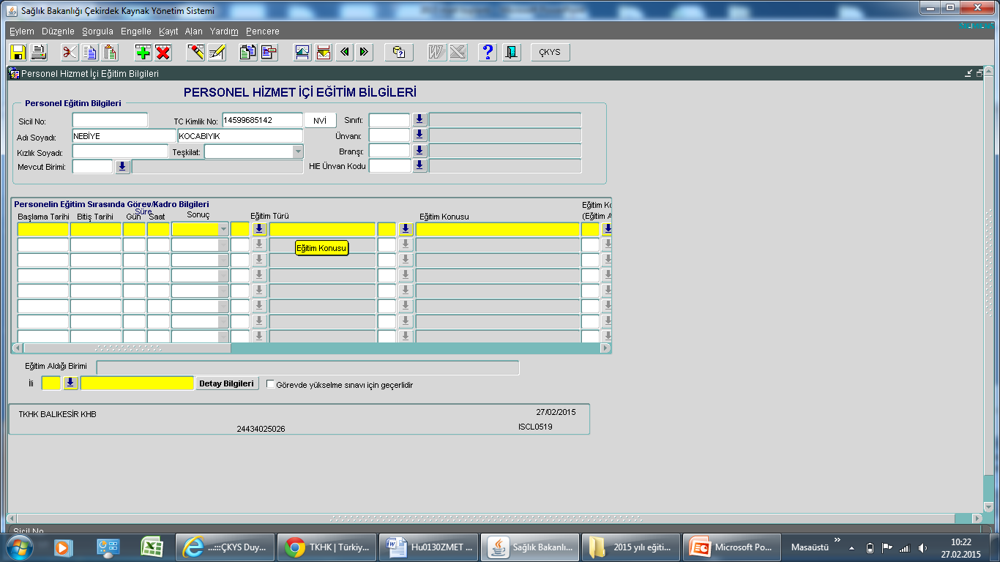 Sağlık Bakanlığı Çekirdek Kaynak Yönetim Sistemi
Eylem Düzenle Sorgula Engelle Kayıt Alan Yardım Pencere
ÇKYS
Personel Hizmet İçi Eğitim Bilgileri
PERSONEL HİZMET İÇİ EĞİTİM BİLGİLERİ
Personel Eğitim Bilgileri
Sicil No: TC Kimlik No: 14599685142 NVİ Sınıfı:
Adı Soyadı: NEBİYE KOCABIYIK Ünvanı:
Kızlık Soyadı: Teşkilat: Branşı:
Mevcut Birimi: HIE Ünvan Kodu
Personelin Eğitim Sırasında Görev/Kadro Bilgileri Eğitim Ko
Süre
Başlama Tarihi Bitiş Tarihi Gün Saat Sonuç Eğitim Türü Eğitim Konusu (Eğitim A
Eğitim Konusu
Eğitim Aldığı Birimi
İli Detay Bilgileri Görevde yükselme sınavı için geçerlidir
TKHK BALIKESİR KHB 27/02/2015
24434025026 ISCL0519
Sicil No
...:::ÇKYS Duy... TKHK | Türkiy... Hu0130ZMET ... Sağlık Bakanlı... 2015 yılı eğiti... Microsoft Po... Masaüstü 10:22
27.02.2015